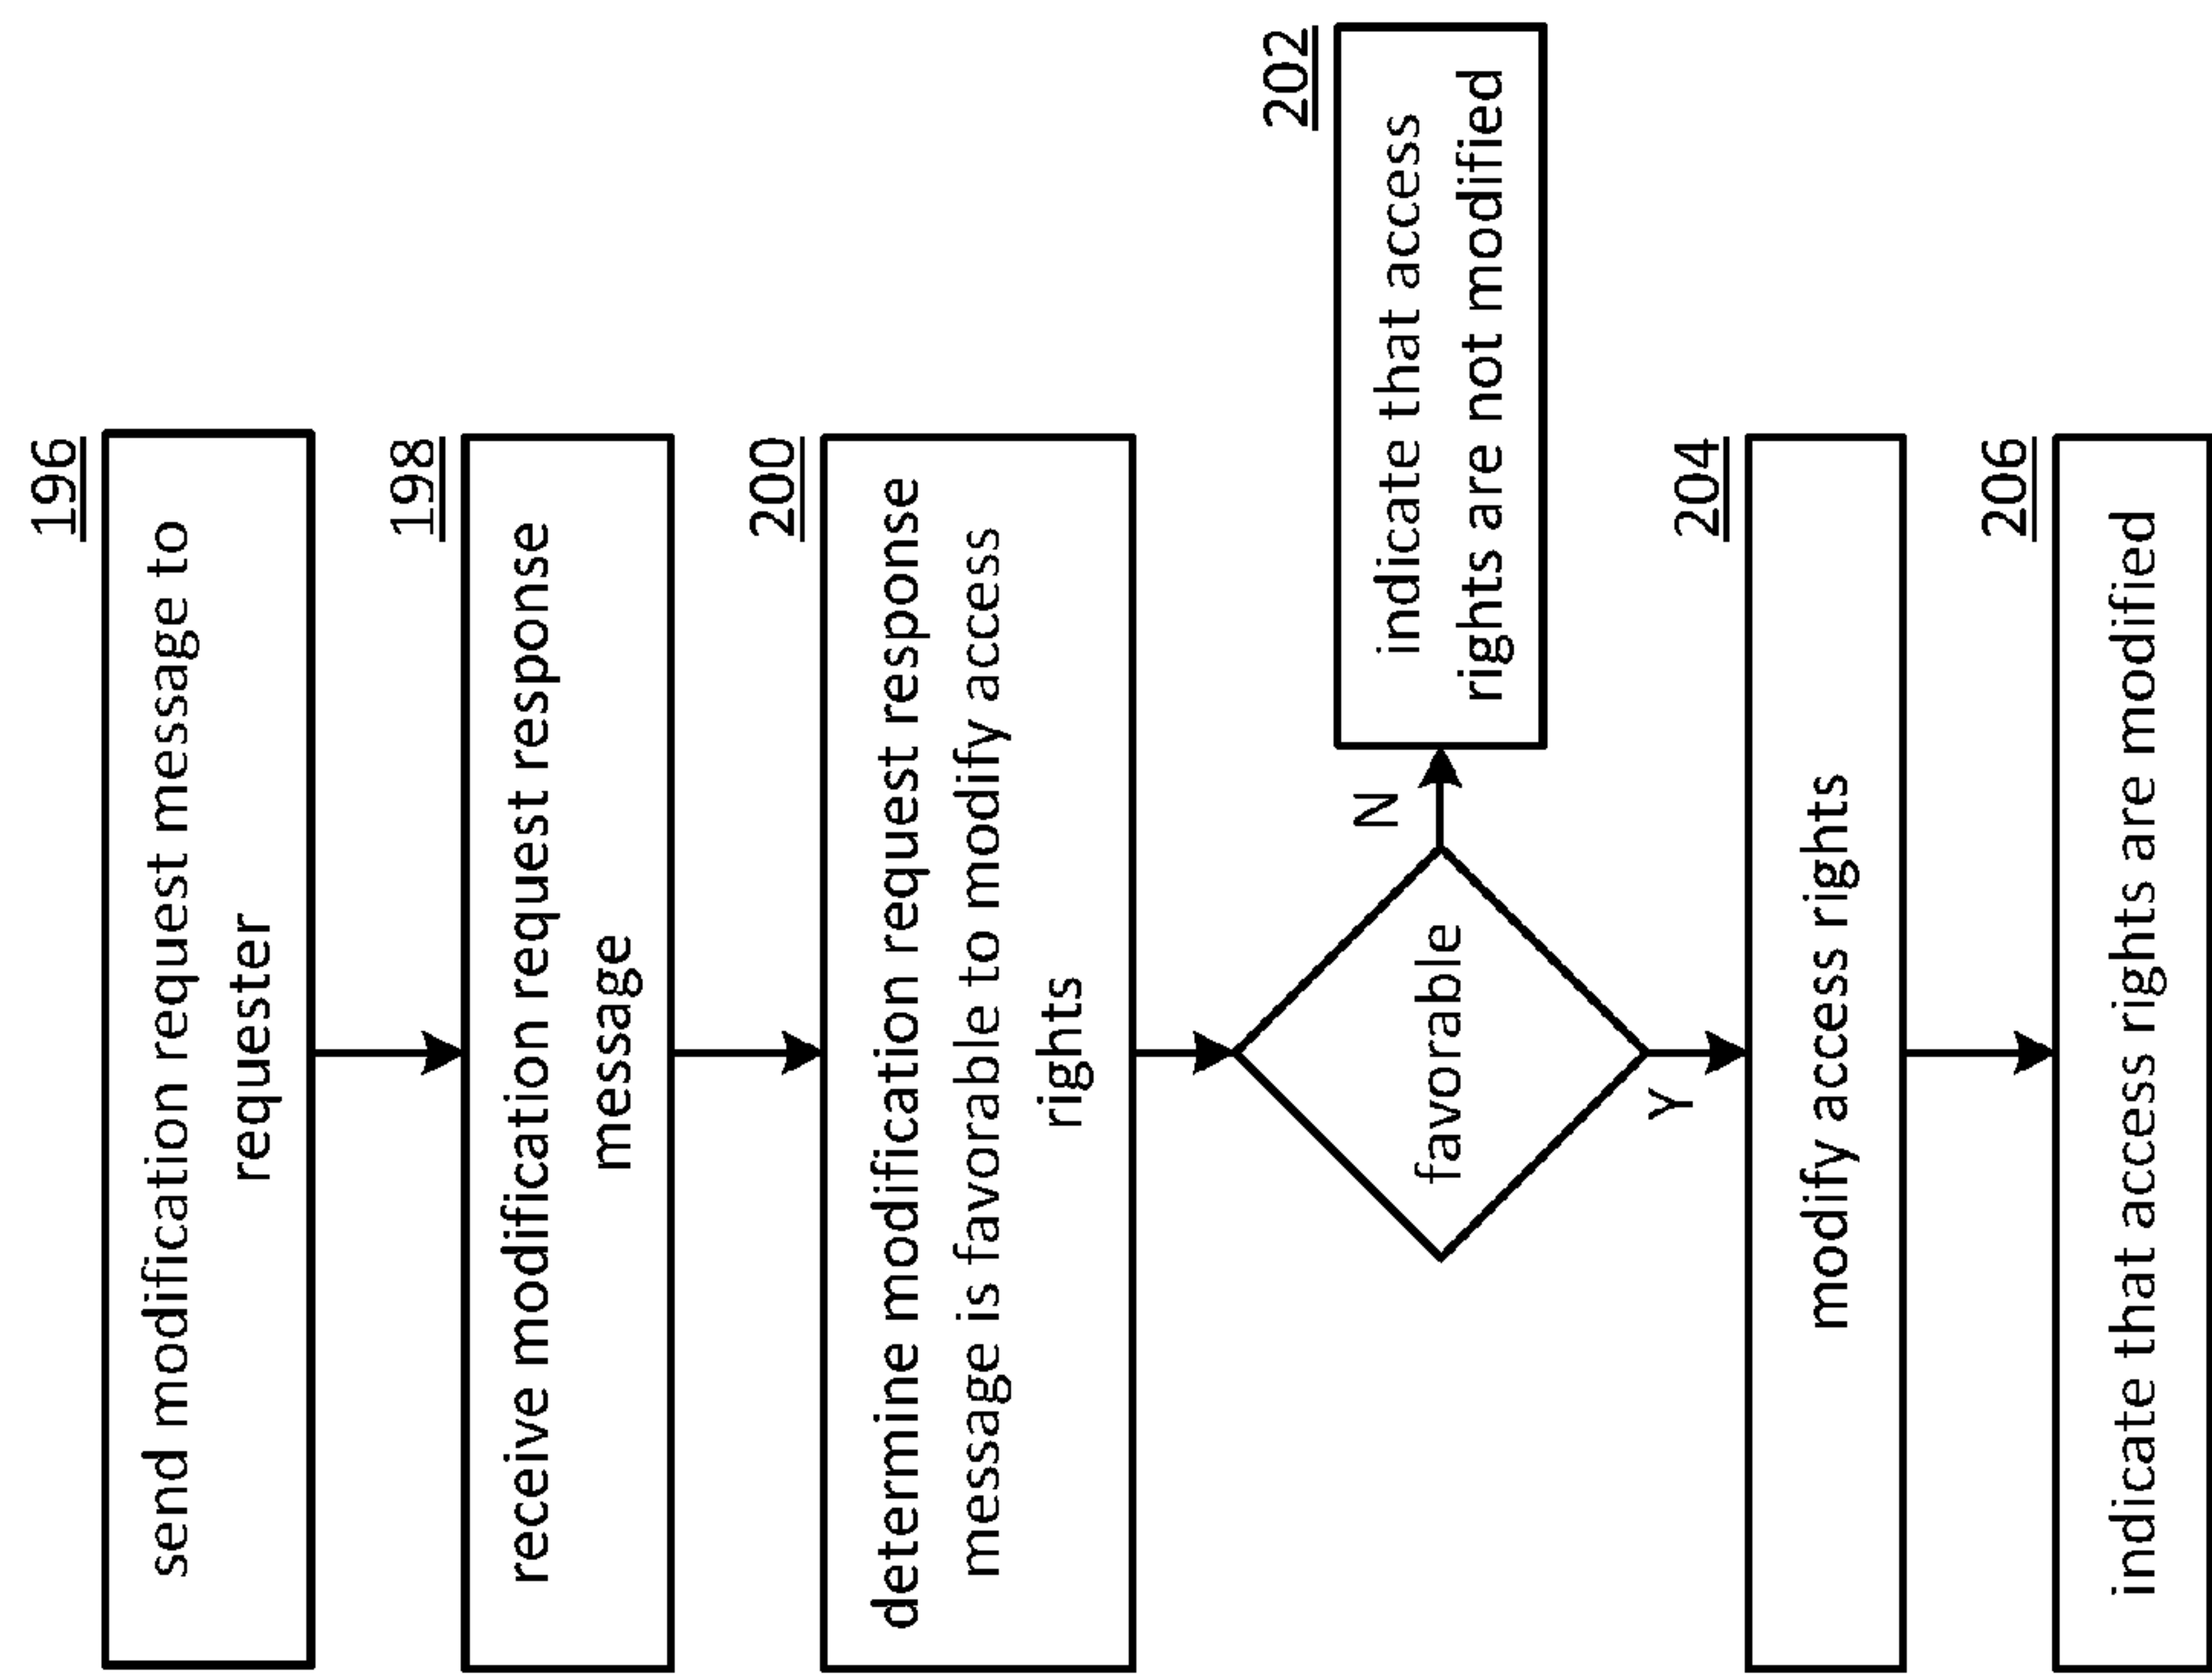 196
send modification request message to
requester
198
receive modification request response
message
200
determine modification request response
message is favorable to modify access
rights
favorable
N
202
indicate that access
rights are not modified
Y
204
modify access rights
206
indicate that access rights are modified